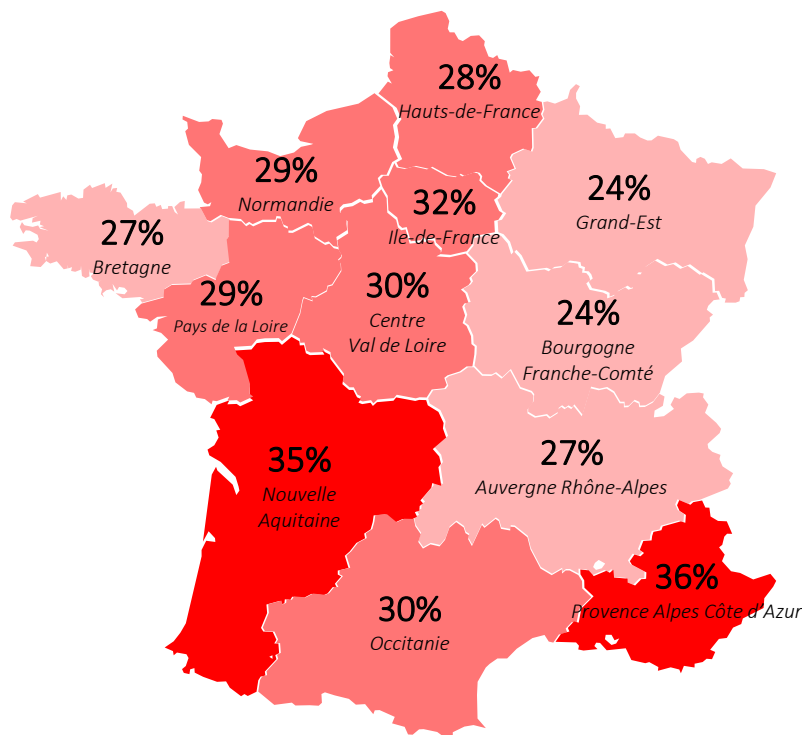 28%
Hauts-de-France
29%
Normandie
32%
Ile-de-France
24%
Grand-Est
27%
Bretagne
29%
Pays de la Loire
30%
Centre
Val de Loire
24%
Bourgogne
Franche-Comté
35%
Nouvelle
Aquitaine
27%
Auvergne Rhône-Alpes
30%
Occitanie
36%
Provence Alpes Côte d'Azur